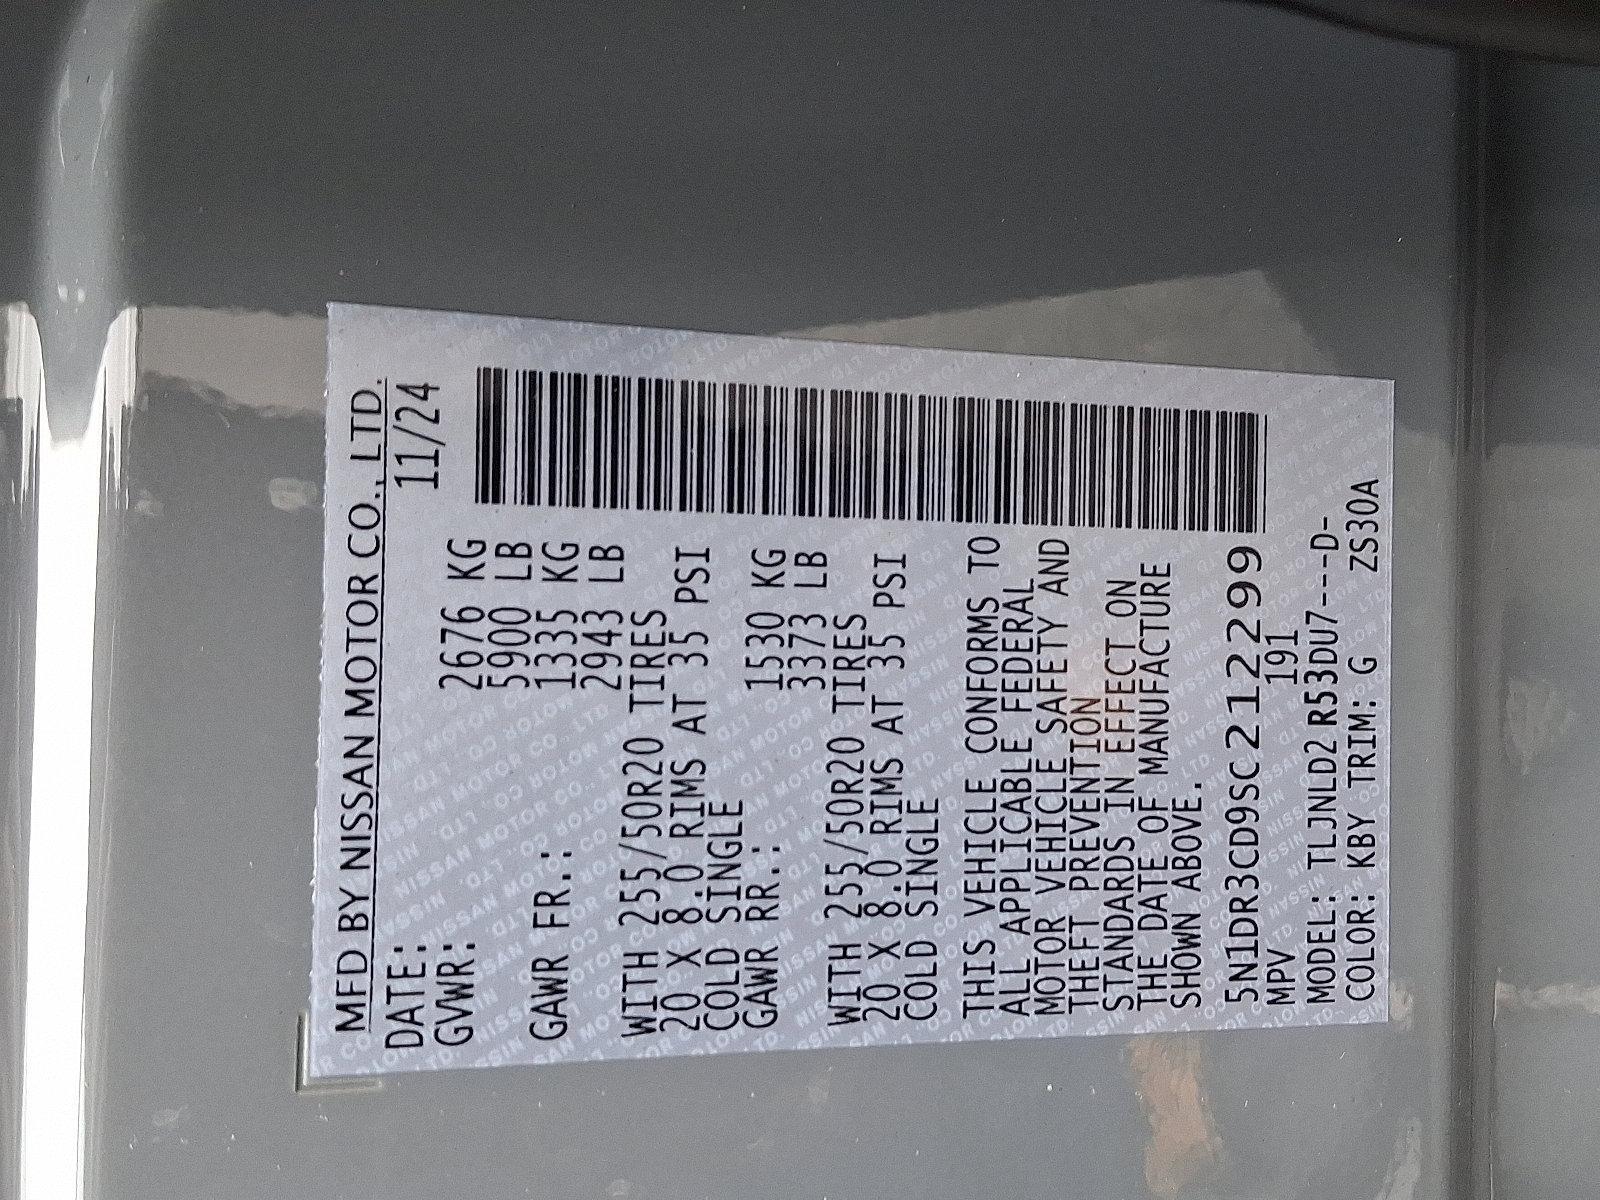 MFD BY NISSAN MOTOR CO., LTD.
DATE: 11/24
GVWR: 2676 KG
5900 LB
GAWR FR.: 1335 KG
2943 LB
WITH 255/50R20 TIRES
20 X 8.0 RIMS AT 35 PSI
COLD SINGLE
GAWR RR.: 1530 KG
3373 LB
WITH 255/50R20 TIRES
20 X 8.0 RIMS AT 35 PSI
COLD SINGLE
THIS VEHICLE CONFORMS TO
ALL APPLICABLE FEDERAL
MOTOR VEHICLE SAFETY AND
THEFT PREVENTION
STANDARDS IN EFFECT ON
THE DATE OF MANUFACTURE
SHOWN ABOVE.
5N1DR3CD9SC212299
MPV 191
MODEL: TLJNLD2 R53DU7---D-
COLOR: KBY TRIM: G ZS30A